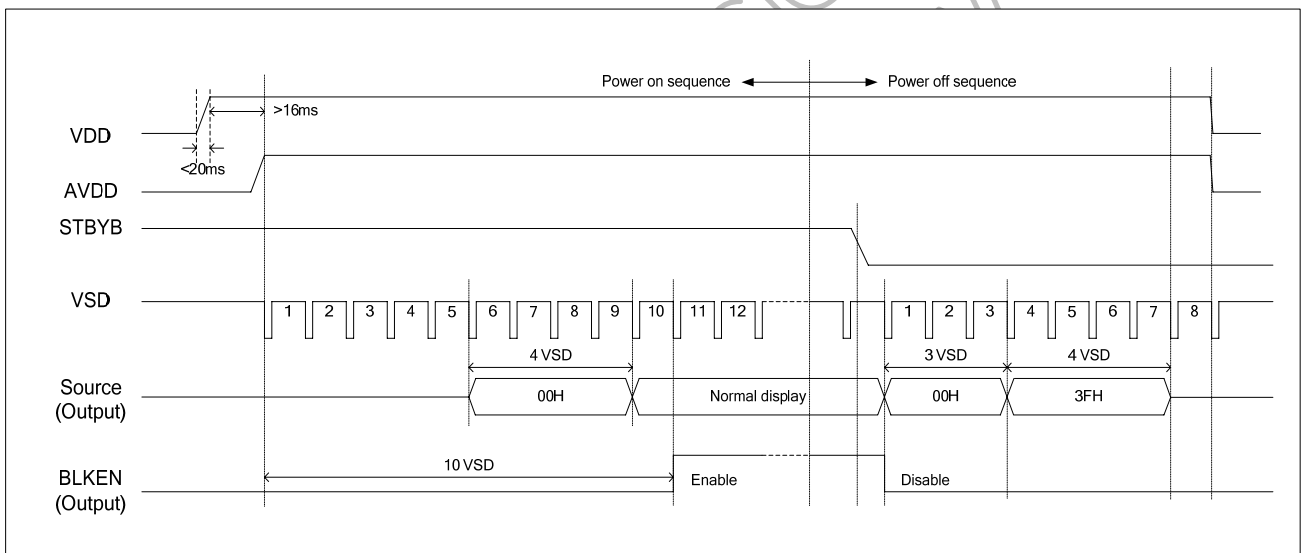 Power on sequence
Power off sequence
>16ms
VDD
<20ms
AVDD
STBYB
VSD
1 2 3 4 5 6 7 8 9 10 11 12 1 2 3 4 5 6 7 8
4 VSD
3 VSD
4 VSD
Source
(Output)
00H
Normal display
00H
3FH
10 VSD
BLKEN
(Output)
Enable
Disable